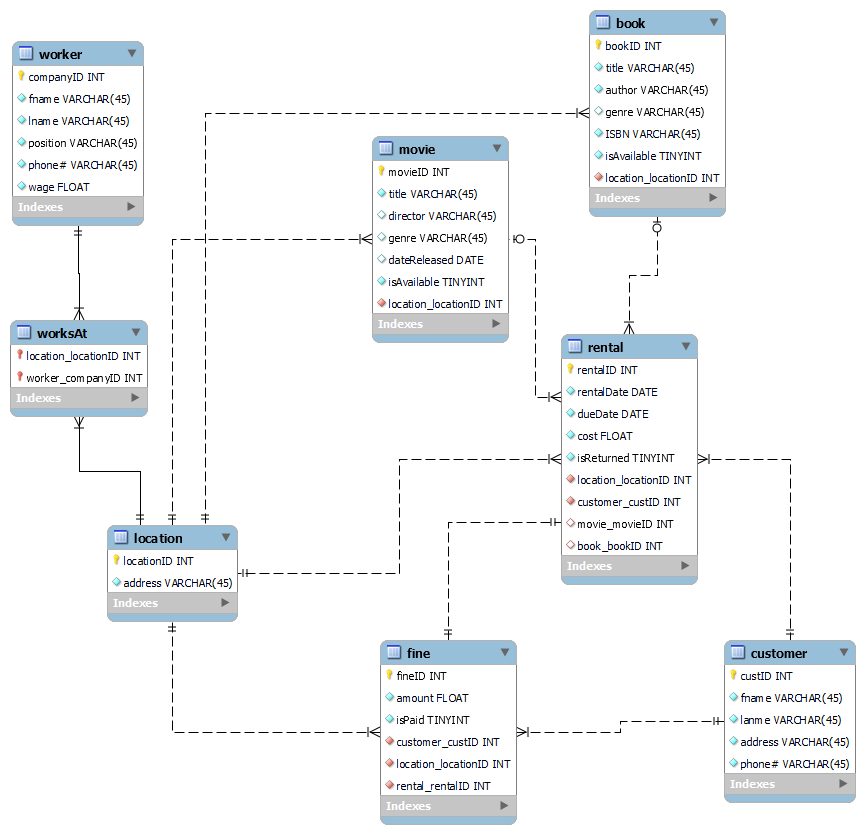 worker
companyID INT
fname VARCHAR(45)
lname VARCHAR(45)
position VARCHAR(45)
phone# VARCHAR(45)
wage FLOAT
Indexes
book
bookID INT
title VARCHAR(45)
author VARCHAR(45)
genre VARCHAR(45)
ISBN VARCHAR(45)
isAvailable TINYINT
location_locationID INT
Indexes
movie
movieID INT
title VARCHAR(45)
director VARCHAR(45)
genre VARCHAR(45)
dateReleased DATE
isAvailable TINYINT
location_locationID INT
Indexes
worksAt
location_locationID INT
worker_companyID INT
Indexes
rental
rentalID INT
rentalDate DATE
dueDate DATE
cost FLOAT
isReturned TINYINT
location_locationID INT
customer_custID INT
movie_movieID INT
book_bookID INT
Indexes
location
locationID INT
address VARCHAR(45)
Indexes
fine
fineID INT
amount FLOAT
isPaid TINYINT
customer_custID INT
location_locationID INT
rental_rentalID INT
Indexes
customer
custID INT
fname VARCHAR(45)
lanme VARCHAR(45)
address VARCHAR(45)
phone# VARCHAR(45)
Indexes